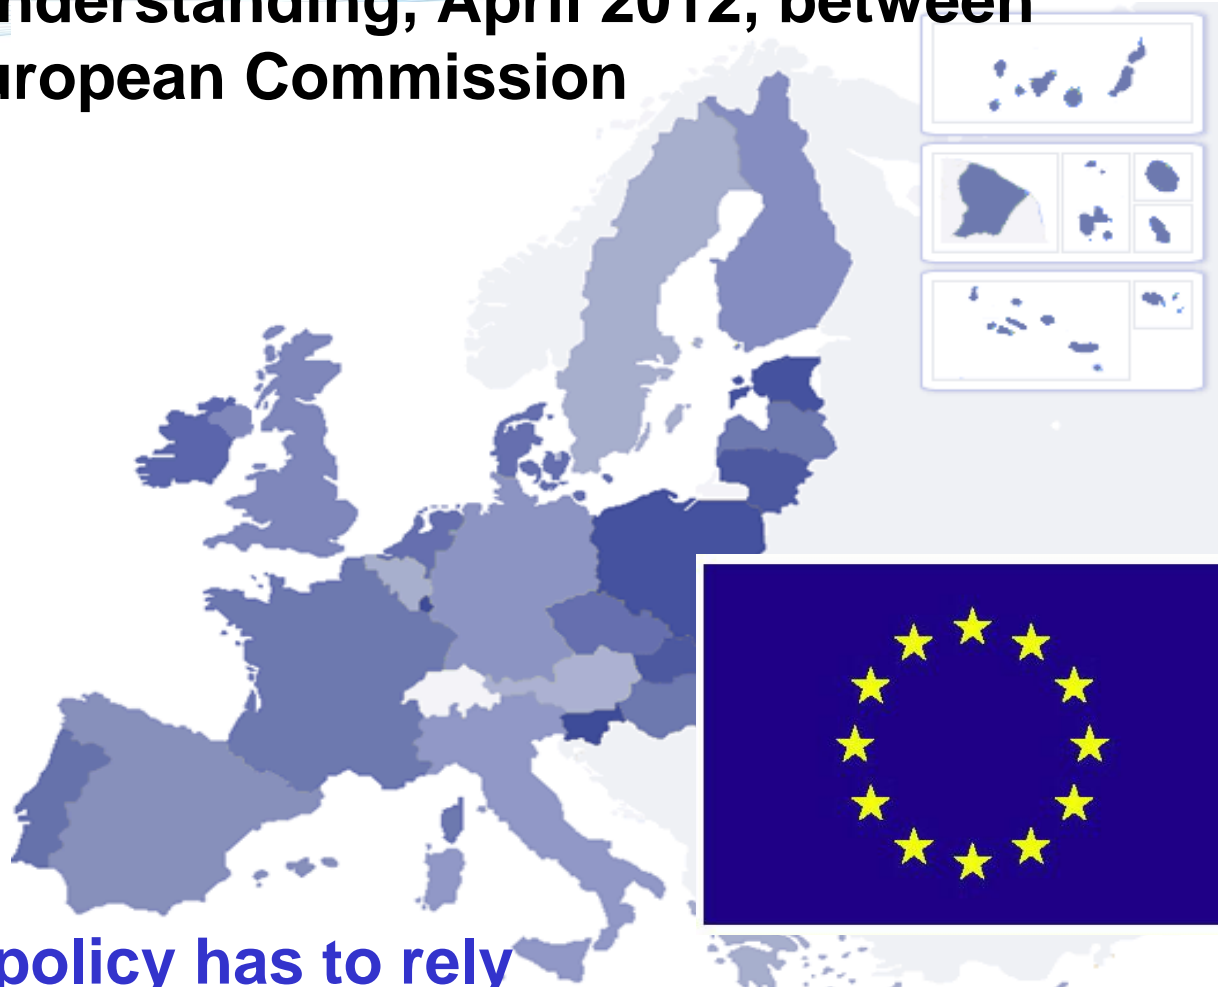 nderstanding, April 2012, between
uropean Commission
policy has to rely